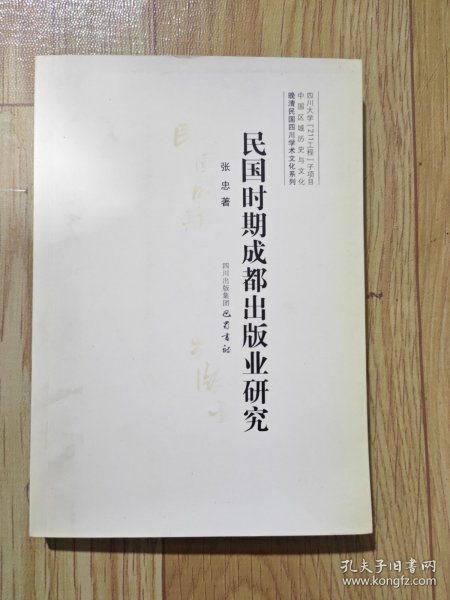 四川大学「211工程」子项目
中国区域历史与文化
晚清民国四川学术文化系列
民国时期成都出版业研究
张忠 著
四川出版集团 巴蜀书社
孔夫子旧书网
www.kongfz.com